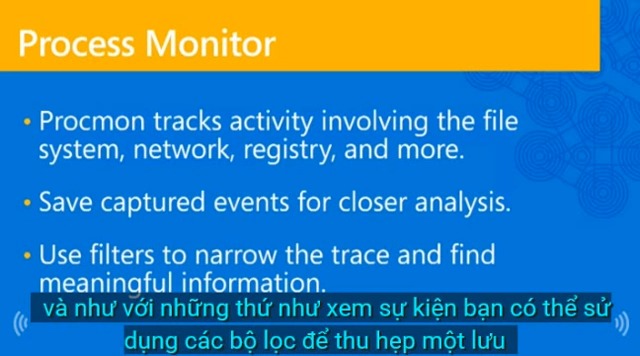 Process Monitor
• Procmon tracks activity involving the file
system, network, registry, and more.
• Save captured events for closer analysis.
• Use filters to narrow the trace and find
meaningful information.
và như với những thứ như xem sự kiện bạn có thể sử
dụng các bộ lọc để thu hẹp một lưu